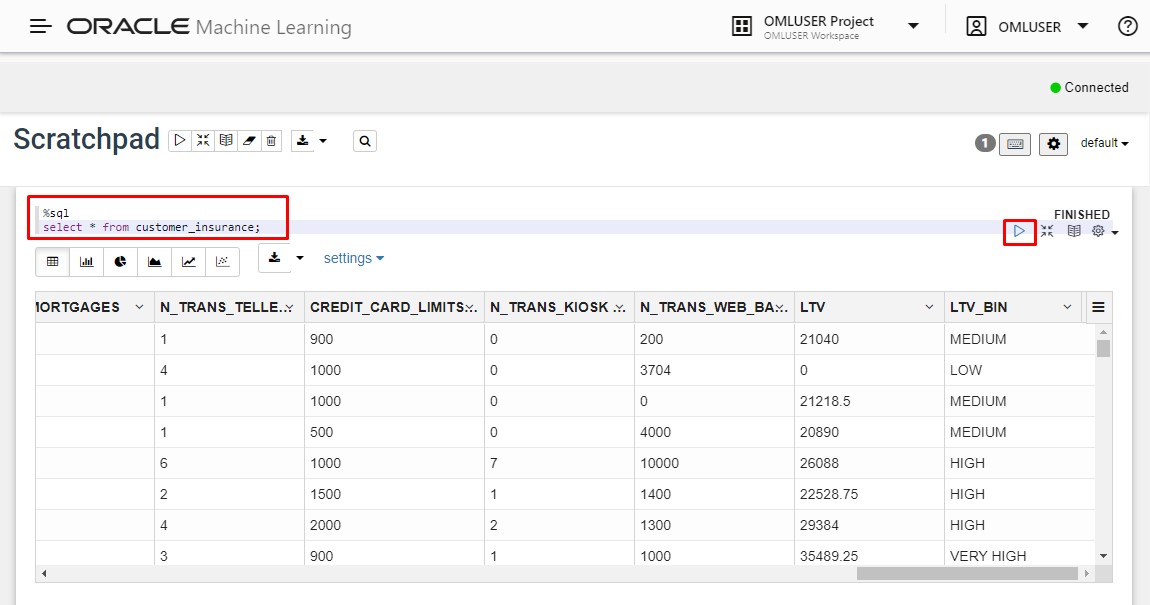 ORACLE Machine Learning
OMLUSER Project
OMLUSER Workspace
OMLUSER
Connected
Scratchpad
1
default
%sql
select * from customer_insurance;
FINISHED
settings
MORTGAGES N_TRANS_TELLE... CREDIT_CARD_LIMITS... N_TRANS_KIOSK ... N_TRANS_WEB_BA... LTV LTV_BIN
1 900 0 200 21040 MEDIUM
4 1000 0 3704 0 LOW
1 1000 0 0 21218.5 MEDIUM
1 500 0 4000 20890 MEDIUM
6 1000 7 10000 26088 HIGH
2 1500 1 1400 22528.75 HIGH
4 2000 2 1300 29384 HIGH
3 900 1 1000 35489.25 VERY HIGH